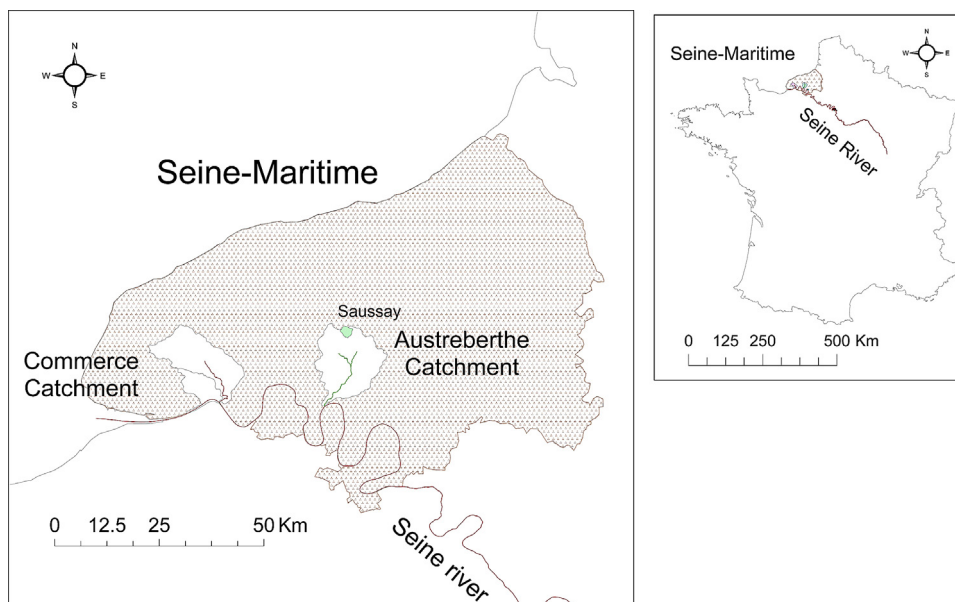 N
W E
S
Seine-Maritime
Saussay
Austreberthe
Catchment
Commerce
Catchment
0 12.5 25 50 Km
Seine river
Seine-Maritime
N
W E
S
Seine River
0 125 250 500 Km